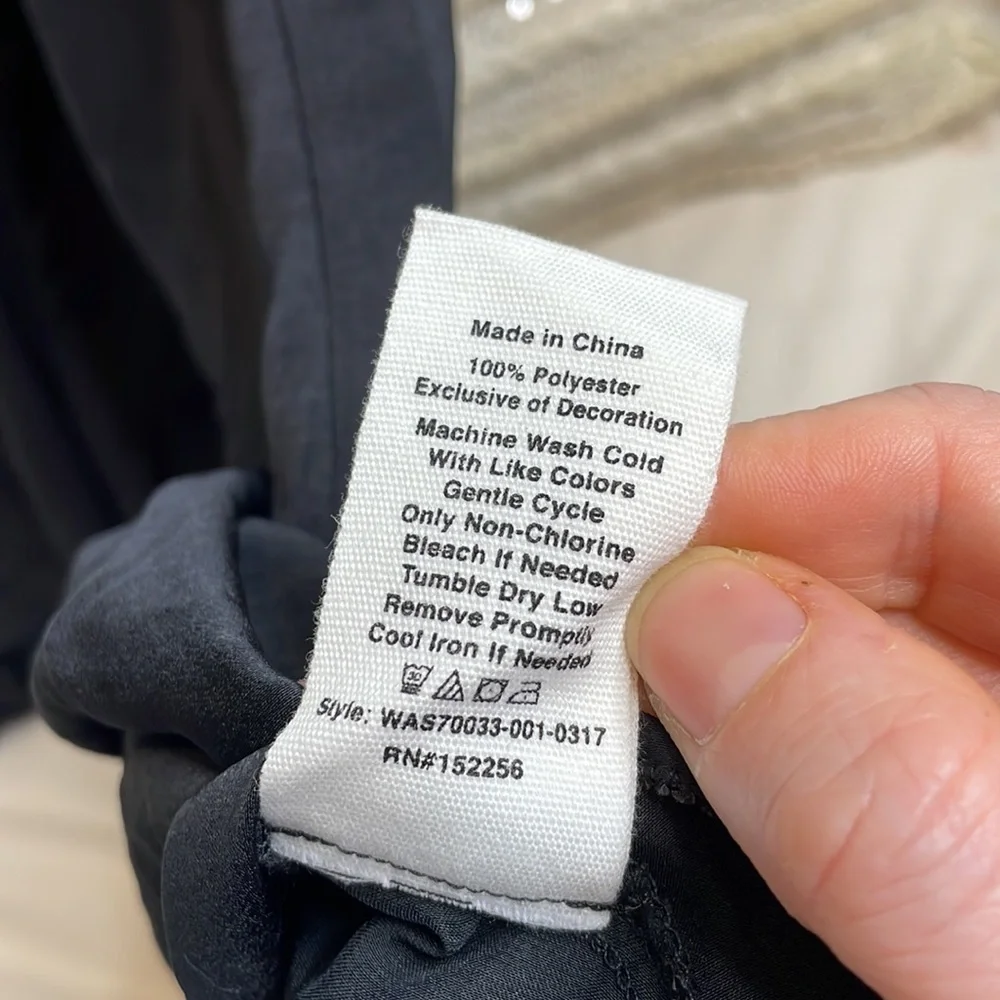 Made in China
100% Polyester
Exclusive of Decoration
Machine Wash Cold
With Like Colors
Gentle Cycle
Only Non-Chlorine
Bleach If Needed
Tumble Dry Low
Remove Promptly
Cool Iron If Needed
30
Style: WAS70033-001-0317
RN#152256